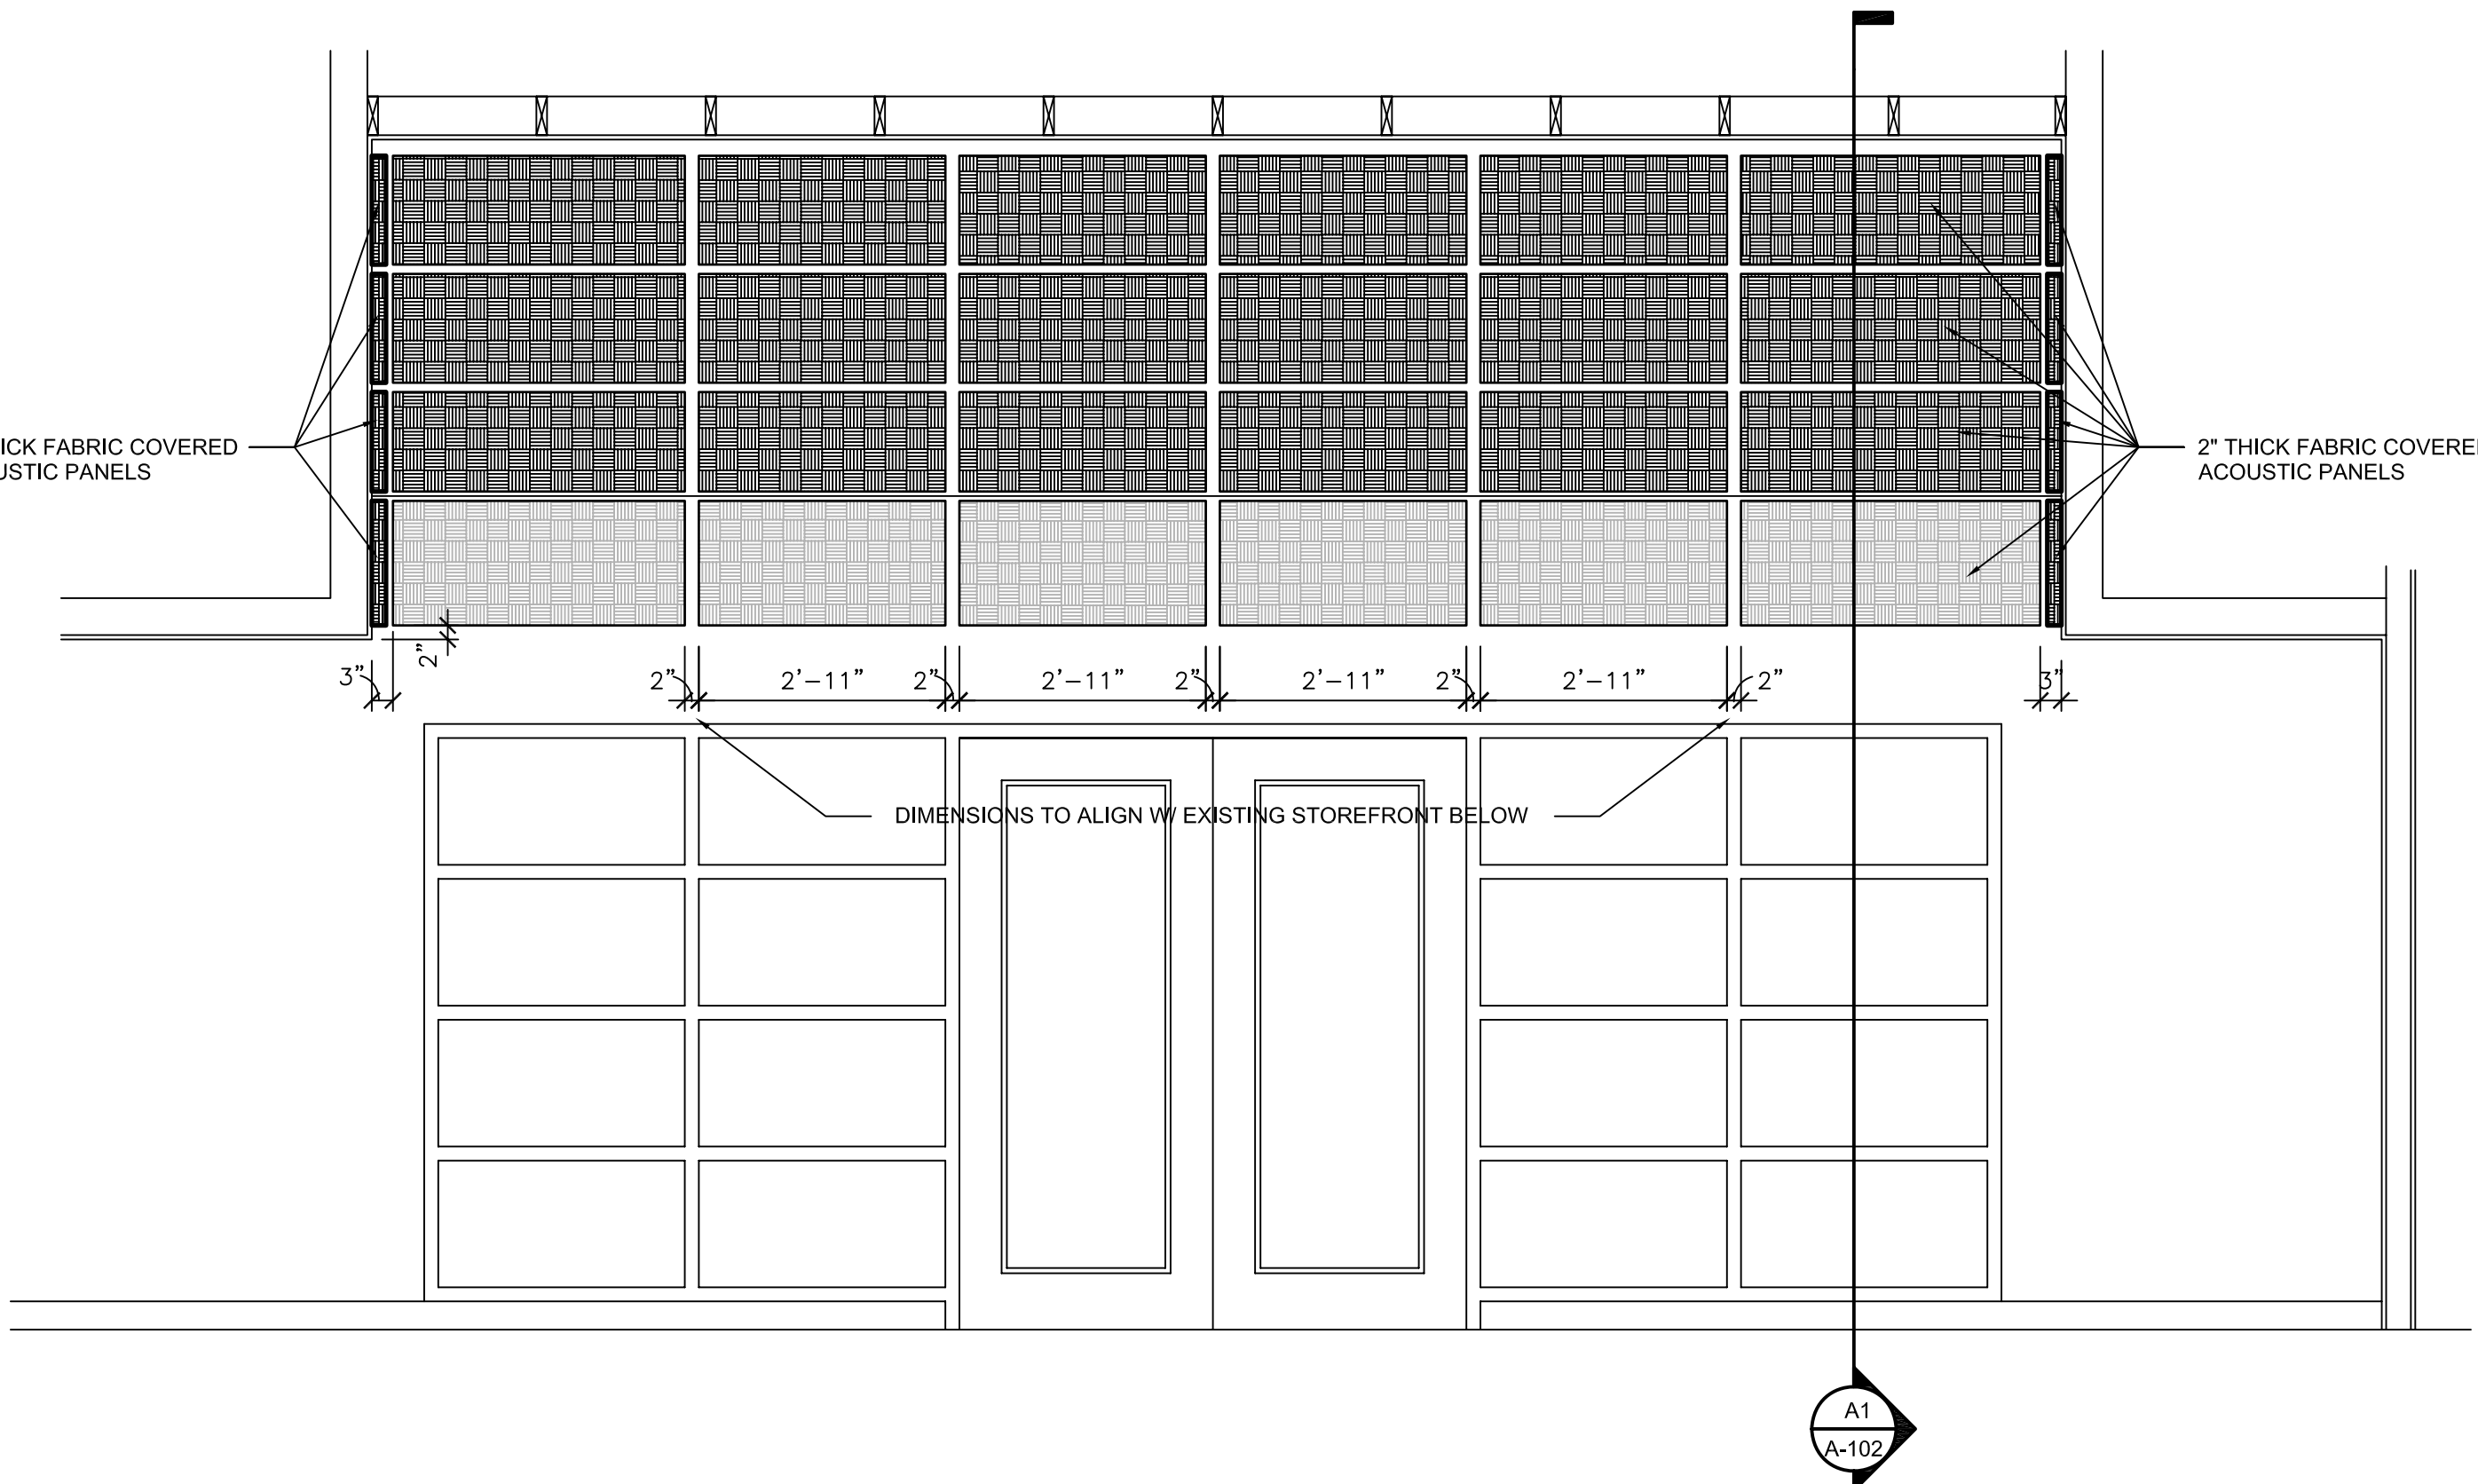 ICK FABRIC COVERED
USTIC PANELS
2" THICK FABRIC COVERE
ACOUSTIC PANELS
2"
3"
2"
2'-11"
2"
2'-11"
2"
2'-11"
2"
2'-11"
2"
3"
DIMENSIONS TO ALIGN W/ EXISTING STOREFRONT BELOW
A1
A-102